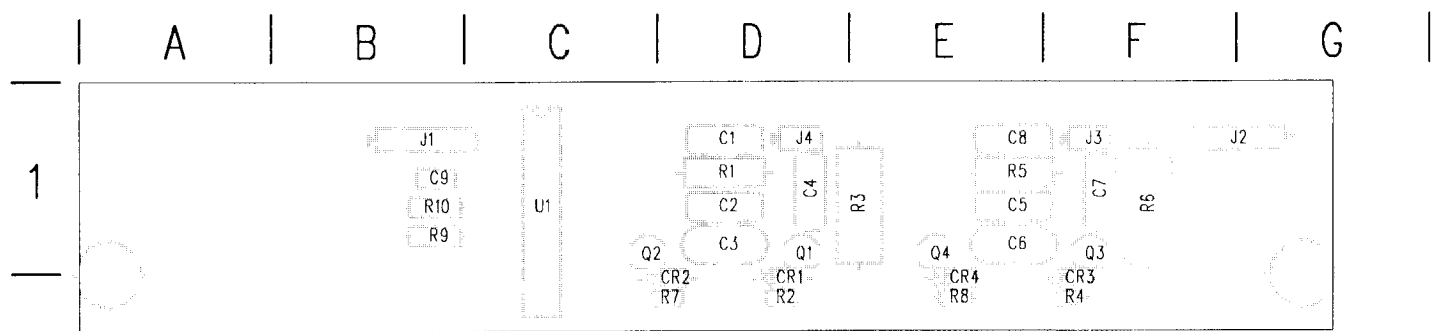 A B C D E F G
1
J1 C1 J4 C8 J3 J2
C9 R1 C4 R5 C7
R10 U1 C2 R3 C5 R6
R9 C3 C6
Q2 Q1 Q4 Q3
CR2 CR1 CR4 CR3
R7 R2 R8 R4